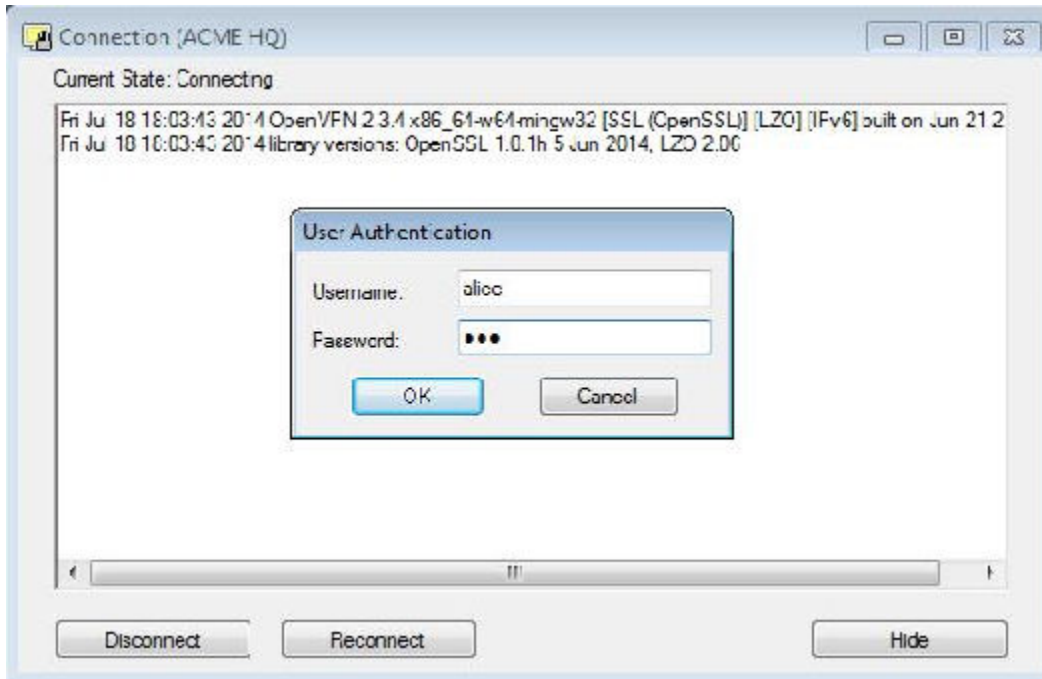 Connection (ACME HQ)
Current State: Connecting
Fri Jul 18 18:03:43 2014 OpenVPN 2.3.4 x86_64-w64-mingw32 [SSL (OpenSSL)] [LZO] [IPv6] built on Jun 21 2
Fri Jul 18 18:03:43 2014 library versions: OpenSSL 1.0.1h 5 Jun 2014, LZO 2.06
User Authentication
Username: alice
Password:
OK Cancel
Disconnect Reconnect Hide